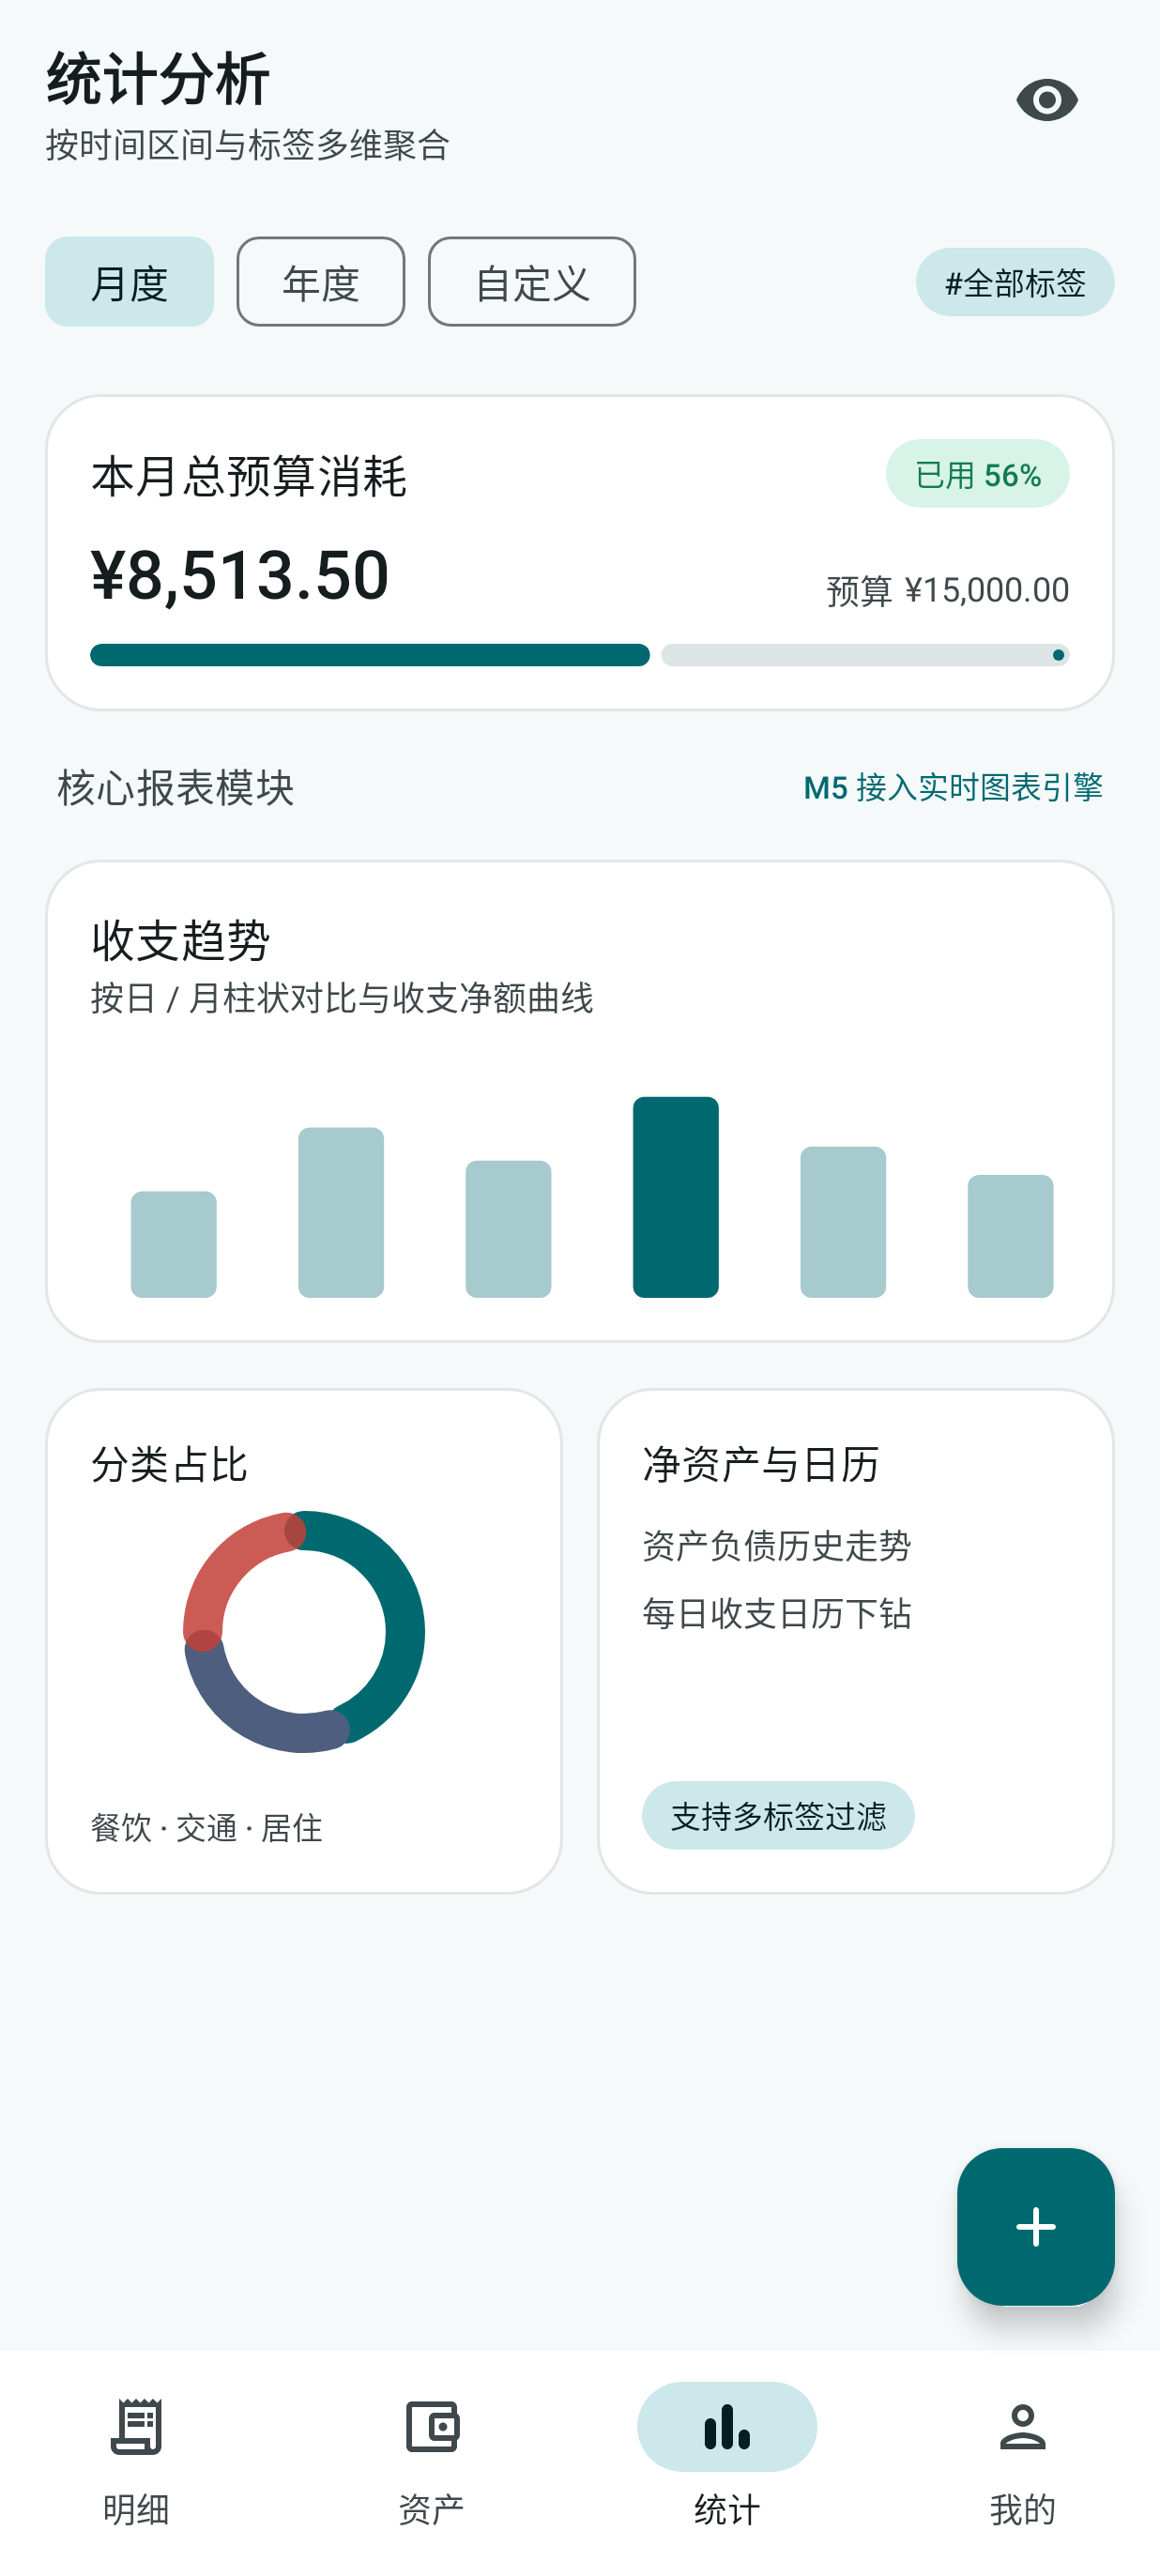 统计分析
按时间区间与标签多维聚合
月度
年度
自定义
#全部标签
本月总预算消耗
已用 56%
¥8,513.50
预算 ¥15,000.00
核心报表模块
M5 接入实时图表引擎
收支趋势
按日 / 月柱状对比与收支净额曲线
分类占比
餐饮 · 交通 · 居住
净资产与日历
资产负债历史走势
每日收支日历下钻
支持多标签过滤
明细
资产
统计
我的